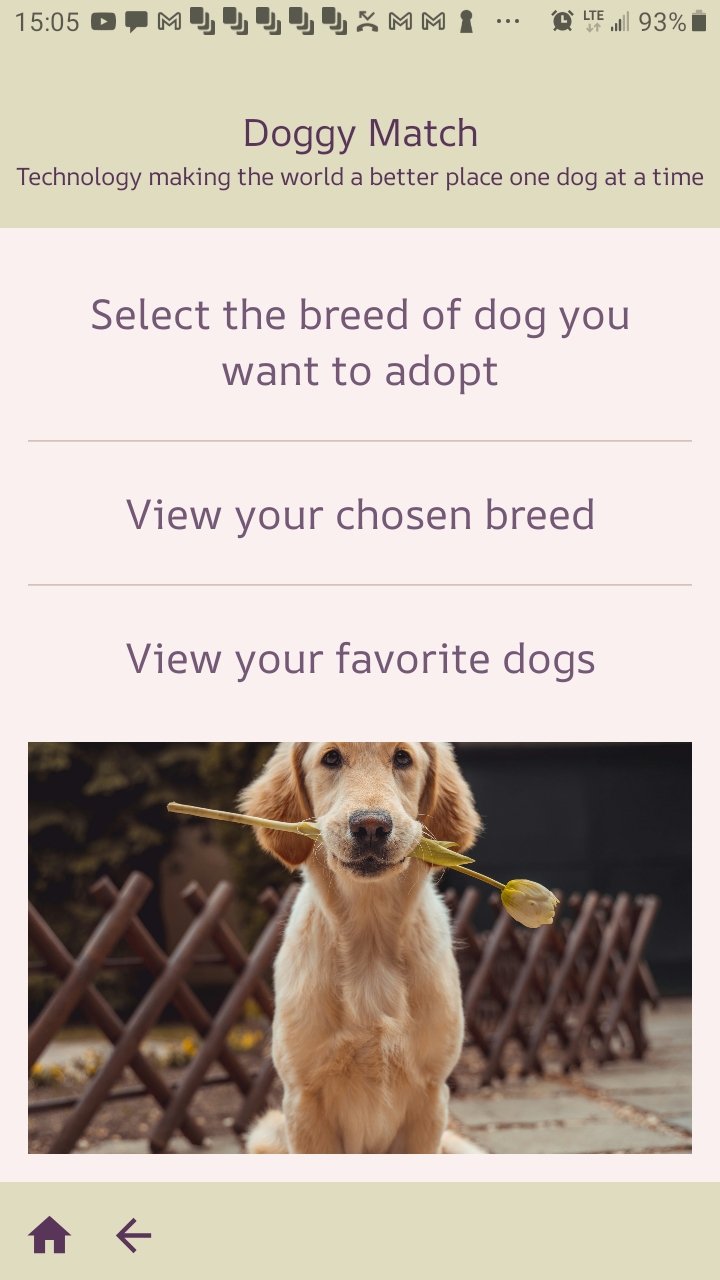 15:05 LTE 93%
Doggy Match
Technology making the world a better place one dog at a time
Select the breed of dog you
want to adopt
View your chosen breed
View your favorite dogs